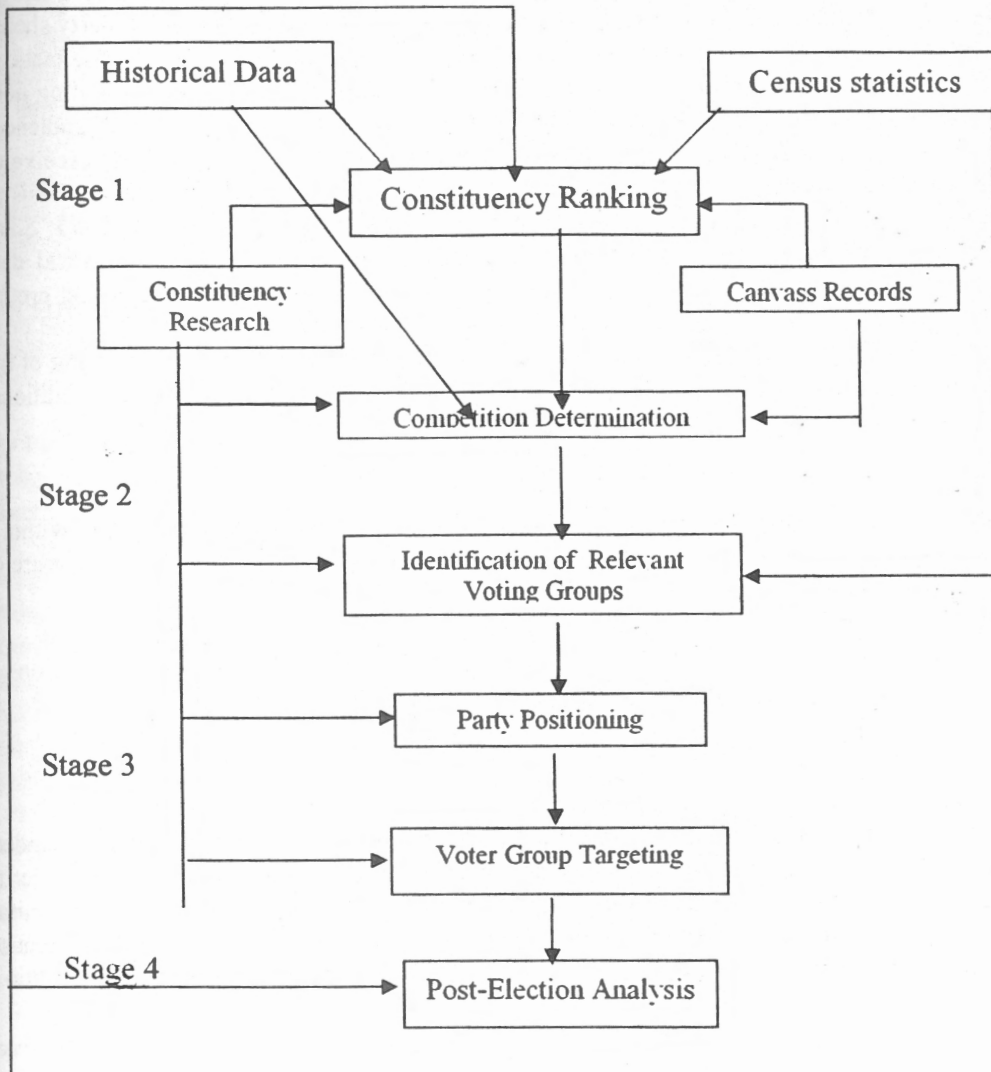 Historical Data
Census statistics
Stage 1
Constituency Ranking
Constituency
Research
Canvass Records
Competition Determination
Stage 2
Identification of Relevant
Voting Groups
Party Positioning
Stage 3
Voter Group Targeting
Stage 4
Post-Election Analysis